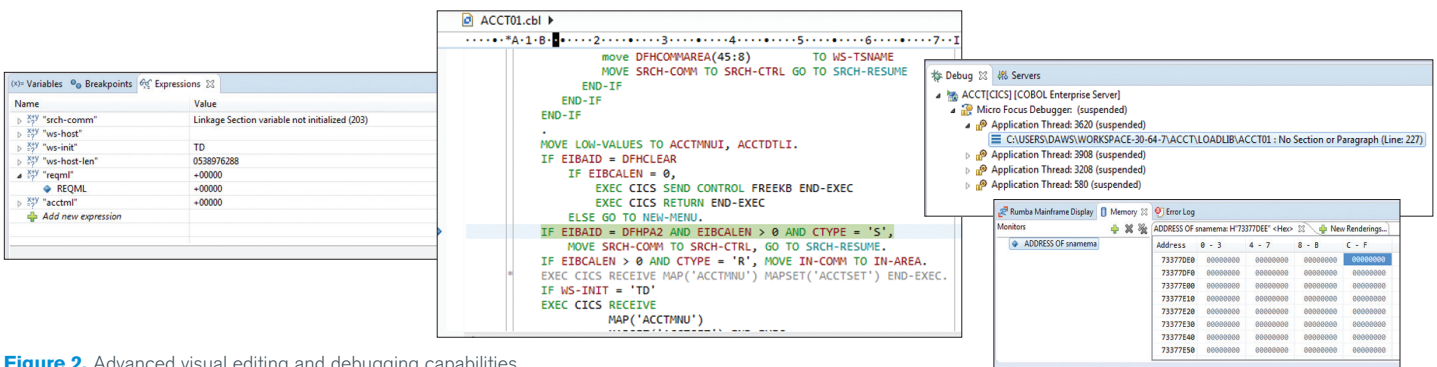 (x)= Variables Breakpoints Expressions
Name Value
"srch-comm" Linkage Section variable not initialized (203)
"ws-host"
"ws-init" TD
"ws-host-len" 0538976288
"reqml" +00000
REQML +00000
"acctml" +00000
Add new expression
ACCT01.cbl
·····•·*A·1·B··•····2····•····3····•····4····•····5····•····6····•····7··I
move DFHCOMMAREA(45:8) TO WS-TSNAME
MOVE SRCH-COMM TO SRCH-CTRL GO TO SRCH-RESUME
END-IF
END-IF
END-IF
.
MOVE LOW-VALUES TO ACCTMNUI, ACCTDTLI.
IF EIBAID = DFHCLEAR
IF EIBCALEN = 0,
EXEC CICS SEND CONTROL FREEKB END-EXEC
EXEC CICS RETURN END-EXEC
ELSE GO TO NEW-MENU.
IF EIBAID = DFHPA2 AND EIBCALEN > 0 AND CTYPE = 'S',
MOVE SRCH-COMM TO SRCH-CTRL, GO TO SRCH-RESUME.
IF EIBCALEN > 0 AND CTYPE = 'R', MOVE IN-COMM TO IN-AREA.
* EXEC CICS RECEIVE MAP('ACCTMNU') MAPSET('ACCTSET') END-EXEC.
IF WS-INIT = 'TD'
EXEC CICS RECEIVE
MAP('ACCTMNU')
Debug Servers
ACCT[CICS] [COBOL Enterprise Server]
Micro Focus Debugger: (suspended)
Application Thread: 3620 (suspended)
C:\USERS\DAWS\WORKSPACE-30-64-7\ACCT\LOADLIB\ACCT01 : No Section or Paragraph (Line: 227)
Application Thread: 3908 (suspended)
Application Thread: 3208 (suspended)
Application Thread: 580 (suspended)
Rumba Mainframe Display Memory Error Log
Monitors
ADDRESS OF snamema
ADDRESS OF snamema: H"73377DEE" <Hex> New Renderings...
Address 0 - 3 4 - 7 8 - B C - F
73377DE0 00000000 00000000 00000000 00000000
73377DF0 00000000 00000000 00000000 00000000
73377E00 00000000 00000000 00000000 00000000
73377E10 00000000 00000000 00000000 00000000
73377E20 00000000 00000000 00000000 00000000
73377E30 00000000 00000000 00000000 00000000
73377E40 00000000 00000000 00000000 00000000
73377E50 00000000 00000000 00000000 00000000
Figure 2. Advanced visual editing and debugging capabilities